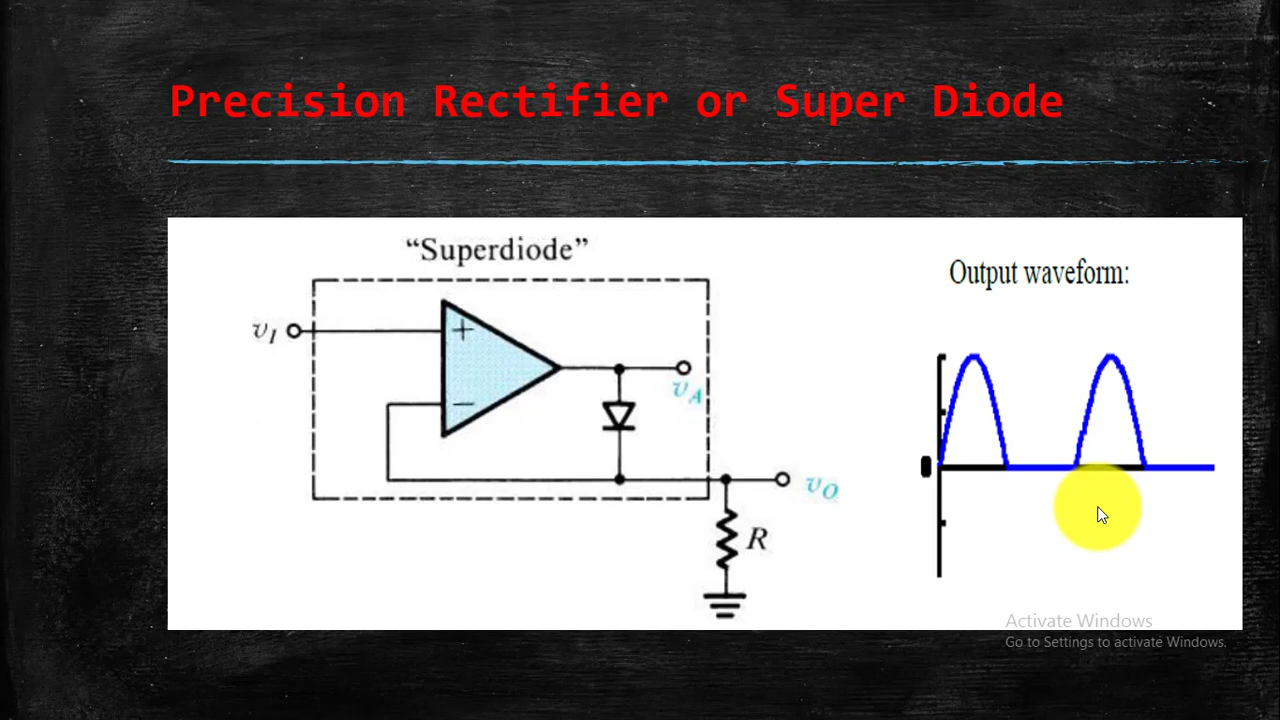 Precision Rectifier or Super Diode
“Superdiode”
Output waveform:
v_I
+
−
v_A
v_O
R
0
Activate Windows
Go to Settings to activate Windows.